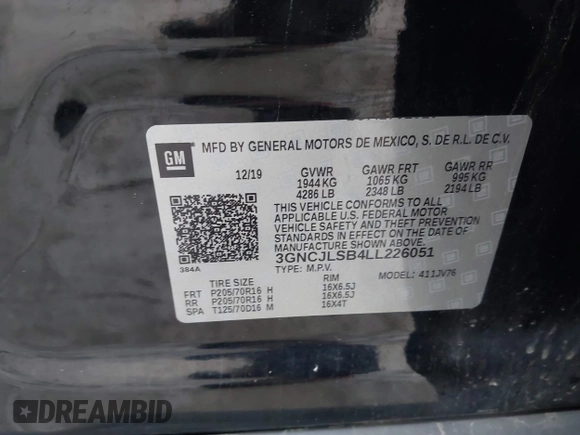 GM
MFD BY GENERAL MOTORS DE MEXICO, S. DE R.L. DE C.V.
12/19 GVWR GAWR FRT GAWR RR
1944 KG 1065 KG 995 KG
4286 LB 2348 LB 2194 LB
THIS VEHICLE CONFORMS TO ALL
APPLICABLE U.S. FEDERAL MOTOR
VEHICLE SAFETY AND THEFT PREVENTION
STANDARDS IN EFFECT ON THE DATE OF
MANUFACTURE SHOWN ABOVE.
3GNCJLSB4LL226051
384A
TYPE: M.P.V. MODEL: 411JV76
TIRE SIZE RIM
FRT P205/70R16 H 16X6.5J
RR P205/70R16 H 16X6.5J
SPA T125/70D16 M 16X4T
DREAMBID